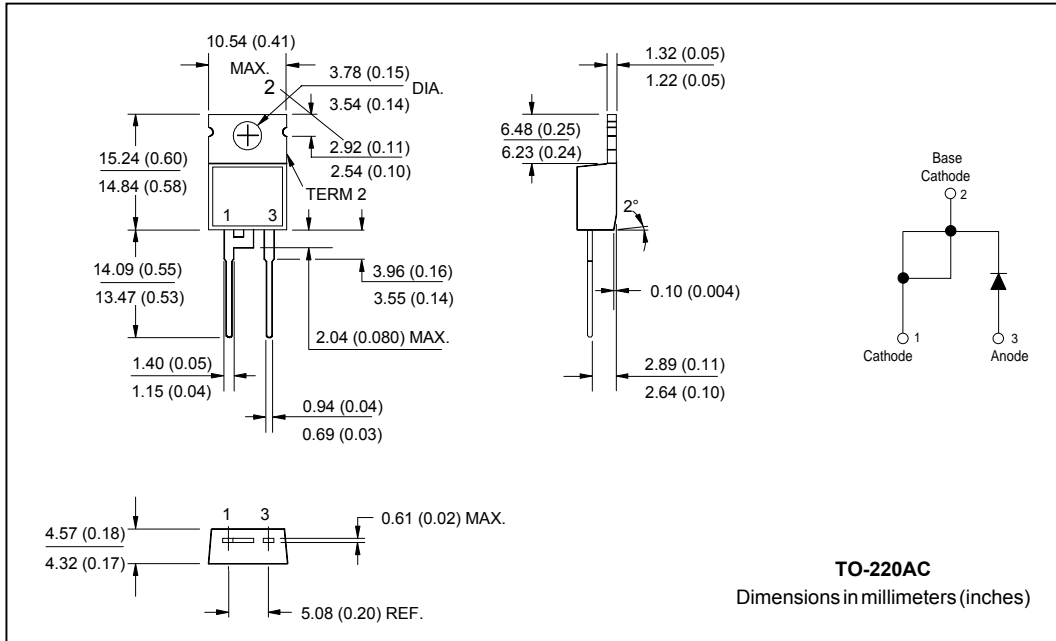 10.54 (0.41)
MAX.
2
3.78 (0.15)
3.54 (0.14)
DIA.
2.92 (0.11)
2.54 (0.10)
TERM 2
15.24 (0.60)
14.84 (0.58)
1 3
14.09 (0.55)
13.47 (0.53)
3.96 (0.16)
3.55 (0.14)
2.04 (0.080) MAX.
1.40 (0.05)
1.15 (0.04)
0.94 (0.04)
0.69 (0.03)
1.32 (0.05)
1.22 (0.05)
6.48 (0.25)
6.23 (0.24)
2°
0.10 (0.004)
2.89 (0.11)
2.64 (0.10)
Base
Cathode
2
1
Cathode
3
Anode
1 3
4.57 (0.18)
4.32 (0.17)
0.61 (0.02) MAX.
5.08 (0.20) REF.
TO-220AC
Dimensions in millimeters (inches)